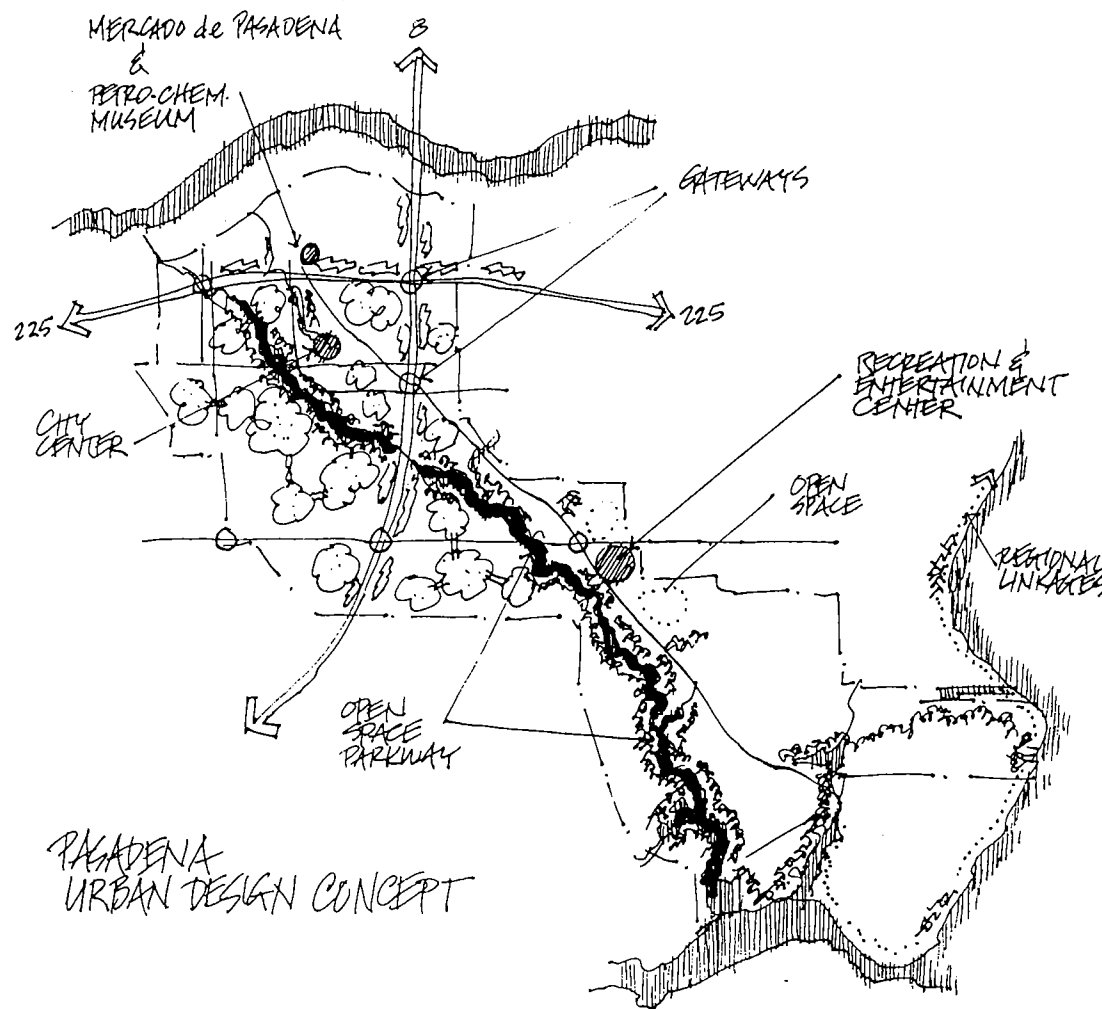 MERCADO de PASADENA
&
PETRO-CHEM.
MUSEUM
8
GATEWAYS
225
225
RECREATION &
ENTERTAINMENT
CENTER
CITY
CENTER
OPEN
SPACE
REGIONAL
LINKAGES
OPEN
SPACE
PARKWAY
PASADENA
URBAN DESIGN CONCEPT